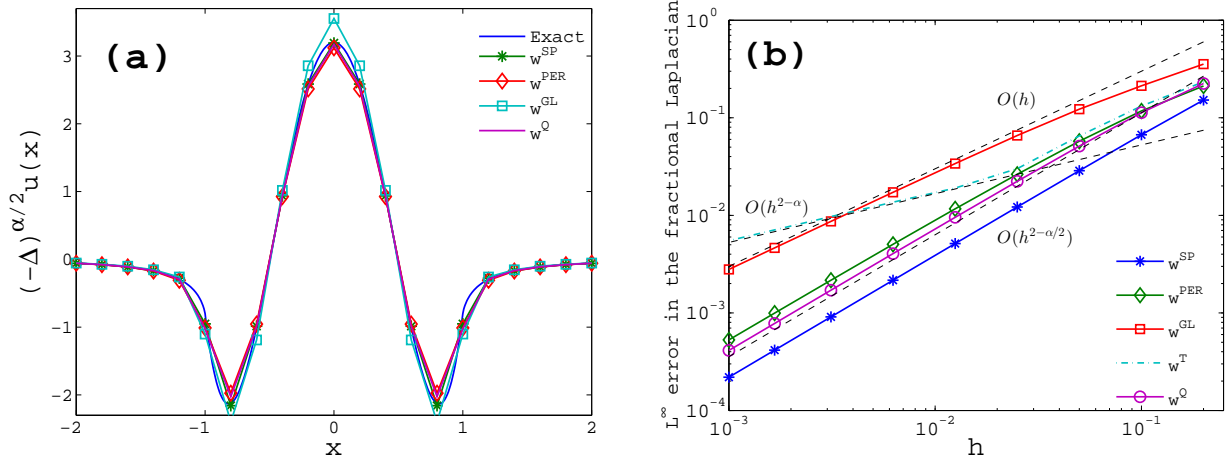 (a)
Exact
w^SP
w^PER
w^GL
w^Q
3
2
1
0
−1
−2
(−Δ)^α/2 u(x)
−2
−1
0
1
2
x
(b)
10^0
10^−1
10^−2
10^−3
10^−4
L^∞ error in the fractional Laplacian
O(h)
O(h^{2−α})
O(h^{2−α/2})
w^SP
w^PER
w^GL
w^T
w^Q
10^−3
10^−2
10^−1
h